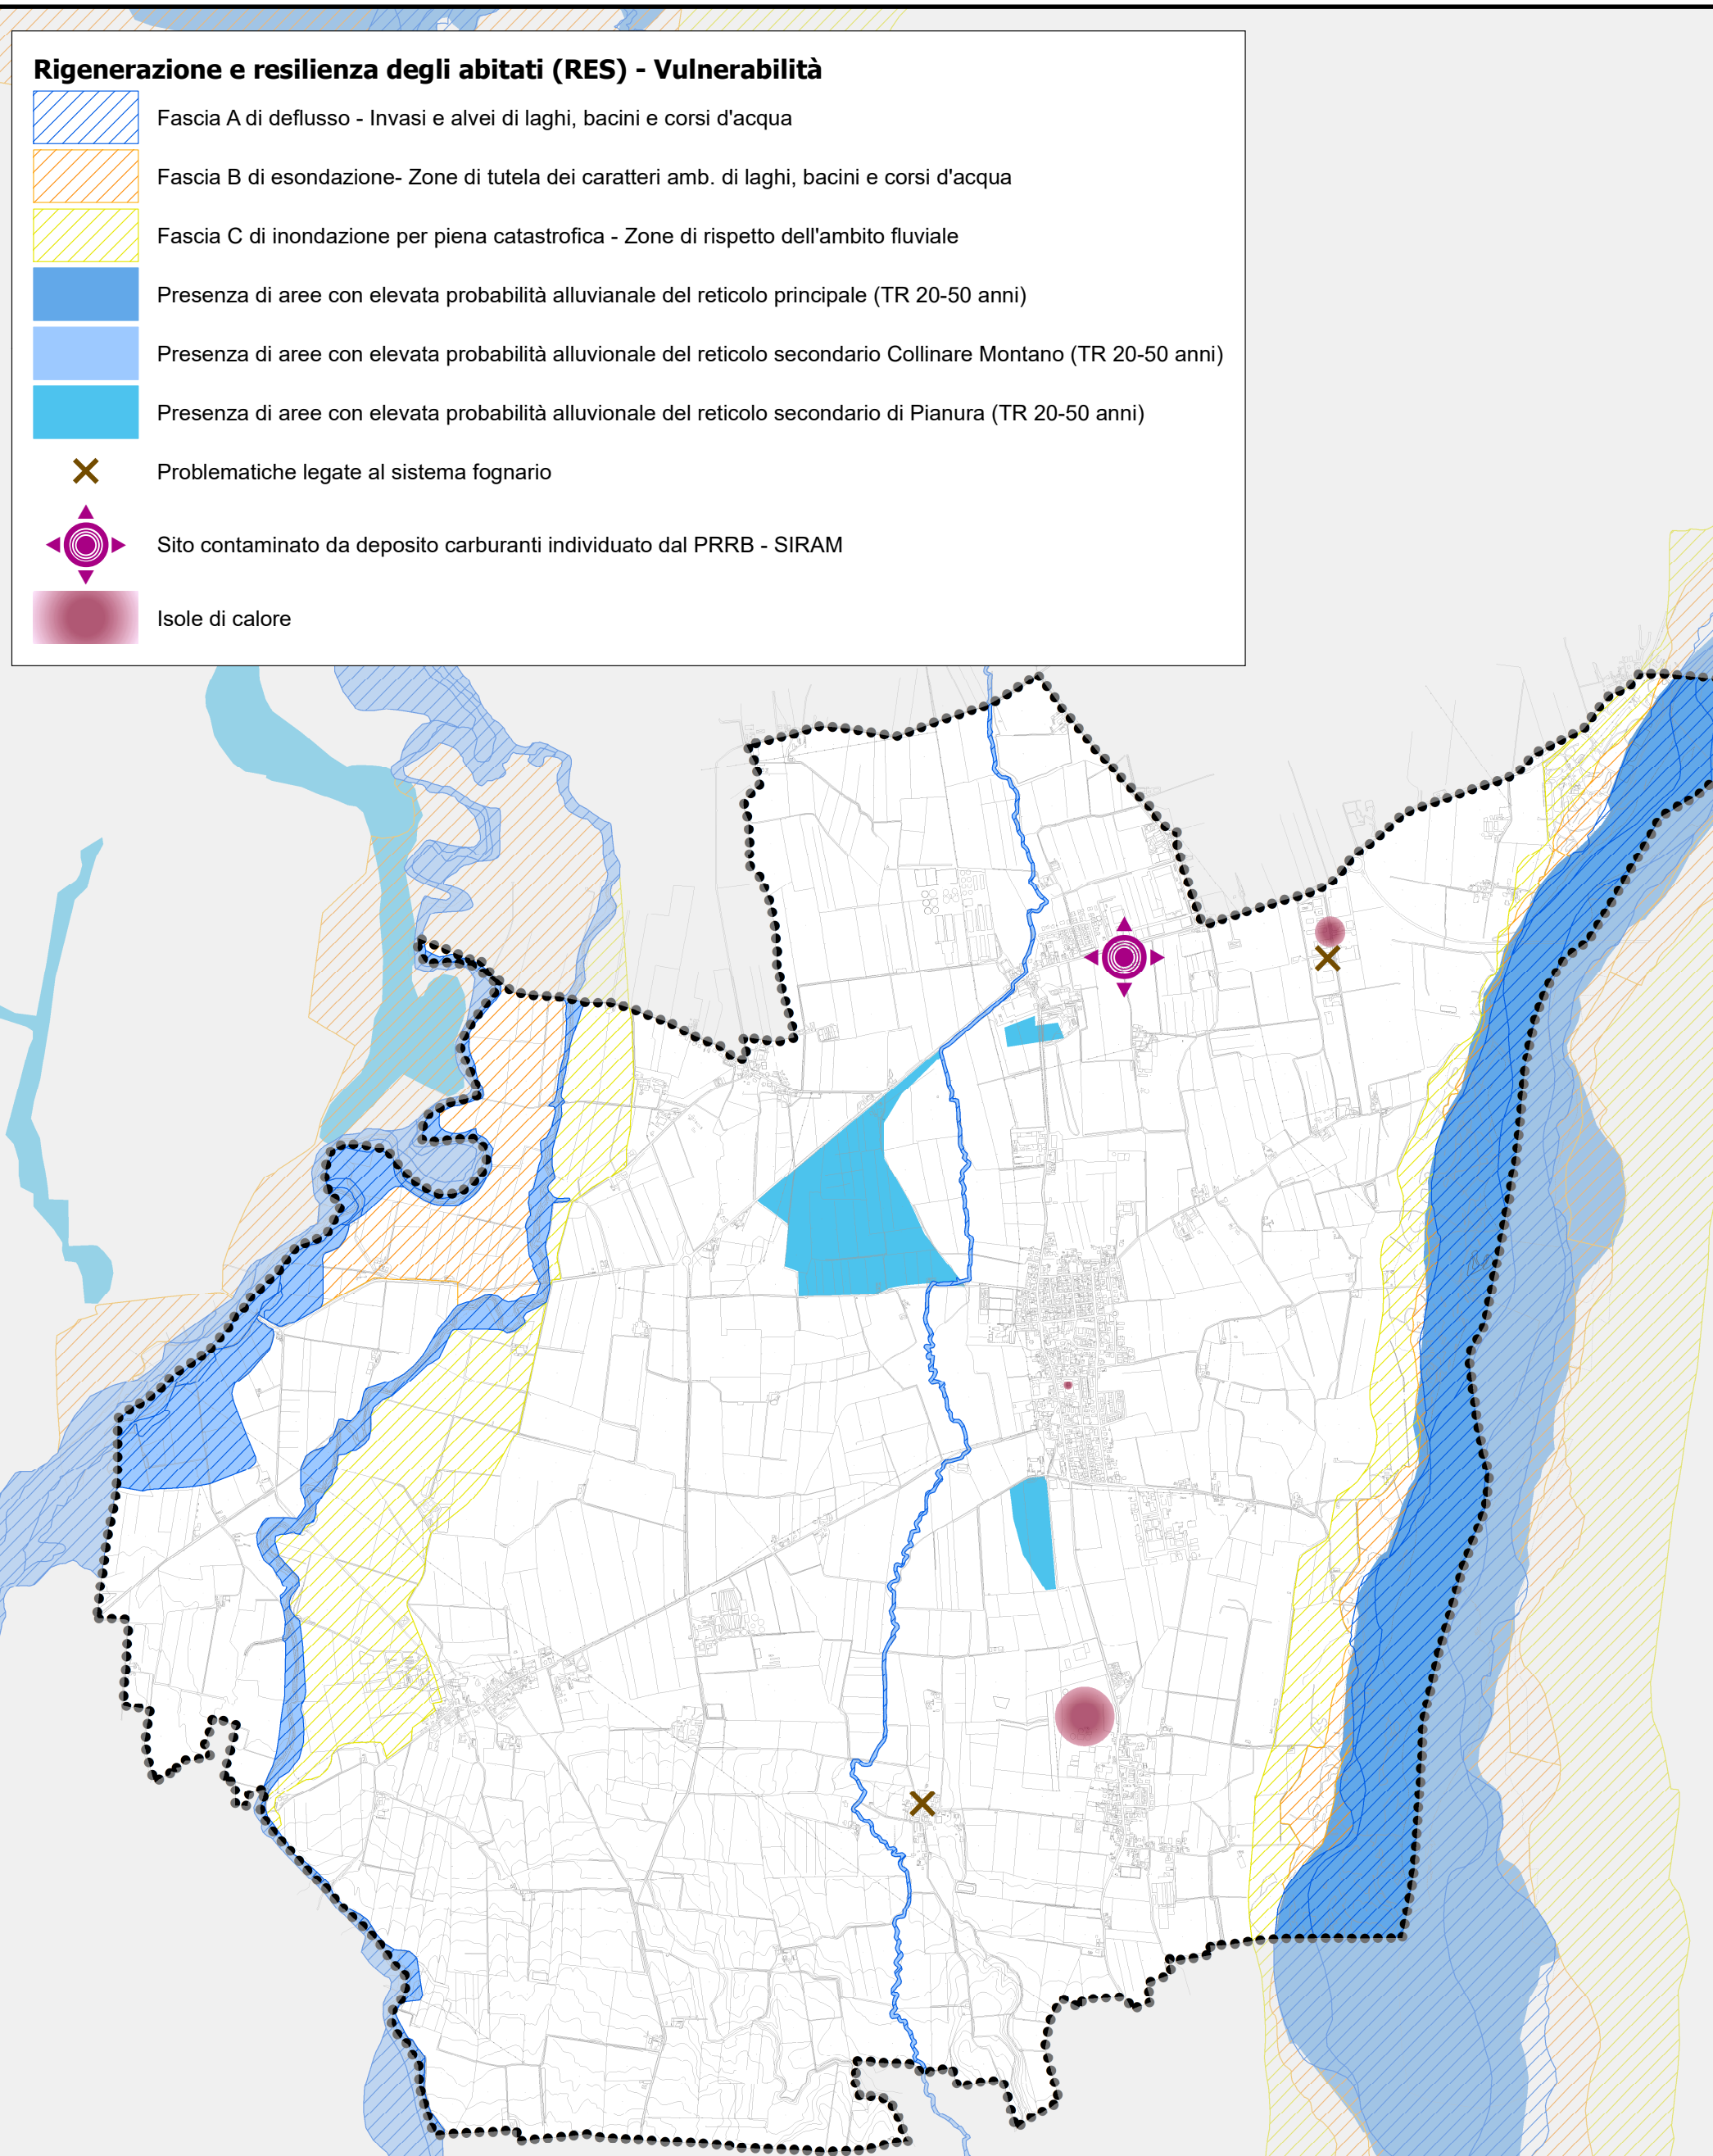 Rigenerazione e resilienza degli abitati (RES) - Vulnerabilità
Fascia A di deflusso - Invasi e alvei di laghi, bacini e corsi d'acqua
Fascia B di esondazione- Zone di tutela dei caratteri amb. di laghi, bacini e corsi d'acqua
Fascia C di inondazione per piena catastrofica - Zone di rispetto dell'ambito fluviale
Presenza di aree con elevata probabilità alluvianale del reticolo principale (TR 20-50 anni)
Presenza di aree con elevata probabilità alluvionale del reticolo secondario Collinare Montano (TR 20-50 anni)
Presenza di aree con elevata probabilità alluvionale del reticolo secondario di Pianura (TR 20-50 anni)
Problematiche legate al sistema fognario
Sito contaminato da deposito carburanti individuato dal PRRB - SIRAM
Isole di calore